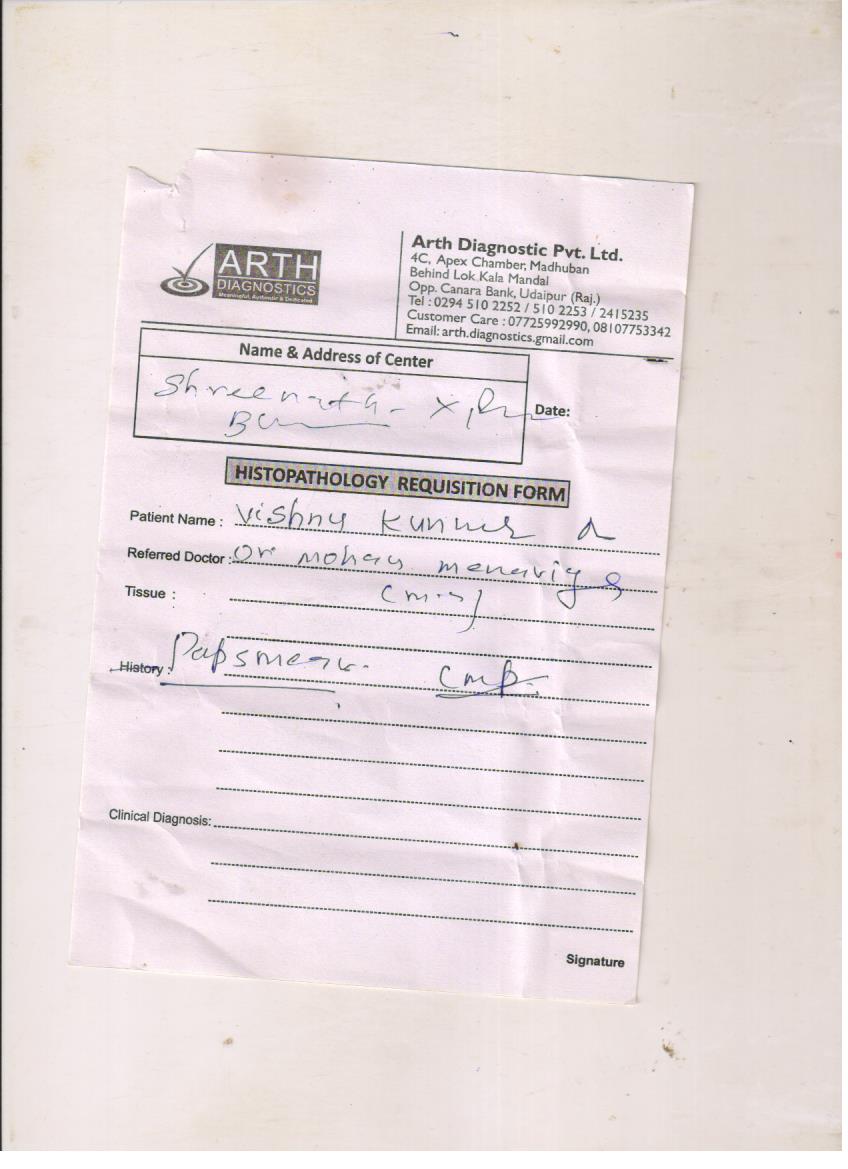 ARTH
DIAGNOSTICS
Meaningful, Authentic & Dedicated
Arth Diagnostic Pvt. Ltd.
4C, Apex Chamber, Madhuban
Behind Lok Kala Mandal
Opp. Canara Bank, Udaipur (Raj.)
Tel : 0294 510 2252 / 510 2253 / 2415235
Customer Care : 07725992990, 08107753342
Email: arth.diagnostics.gmail.com
Name & Address of Center
Shreenath
Date:
HISTOPATHOLOGY REQUISITION FORM
Patient Name : Vishnu Kunwer
Referred Doctor : Dr Mohan Menariya
Tissue :
History : Papsmear
Clinical Diagnosis:
Signature